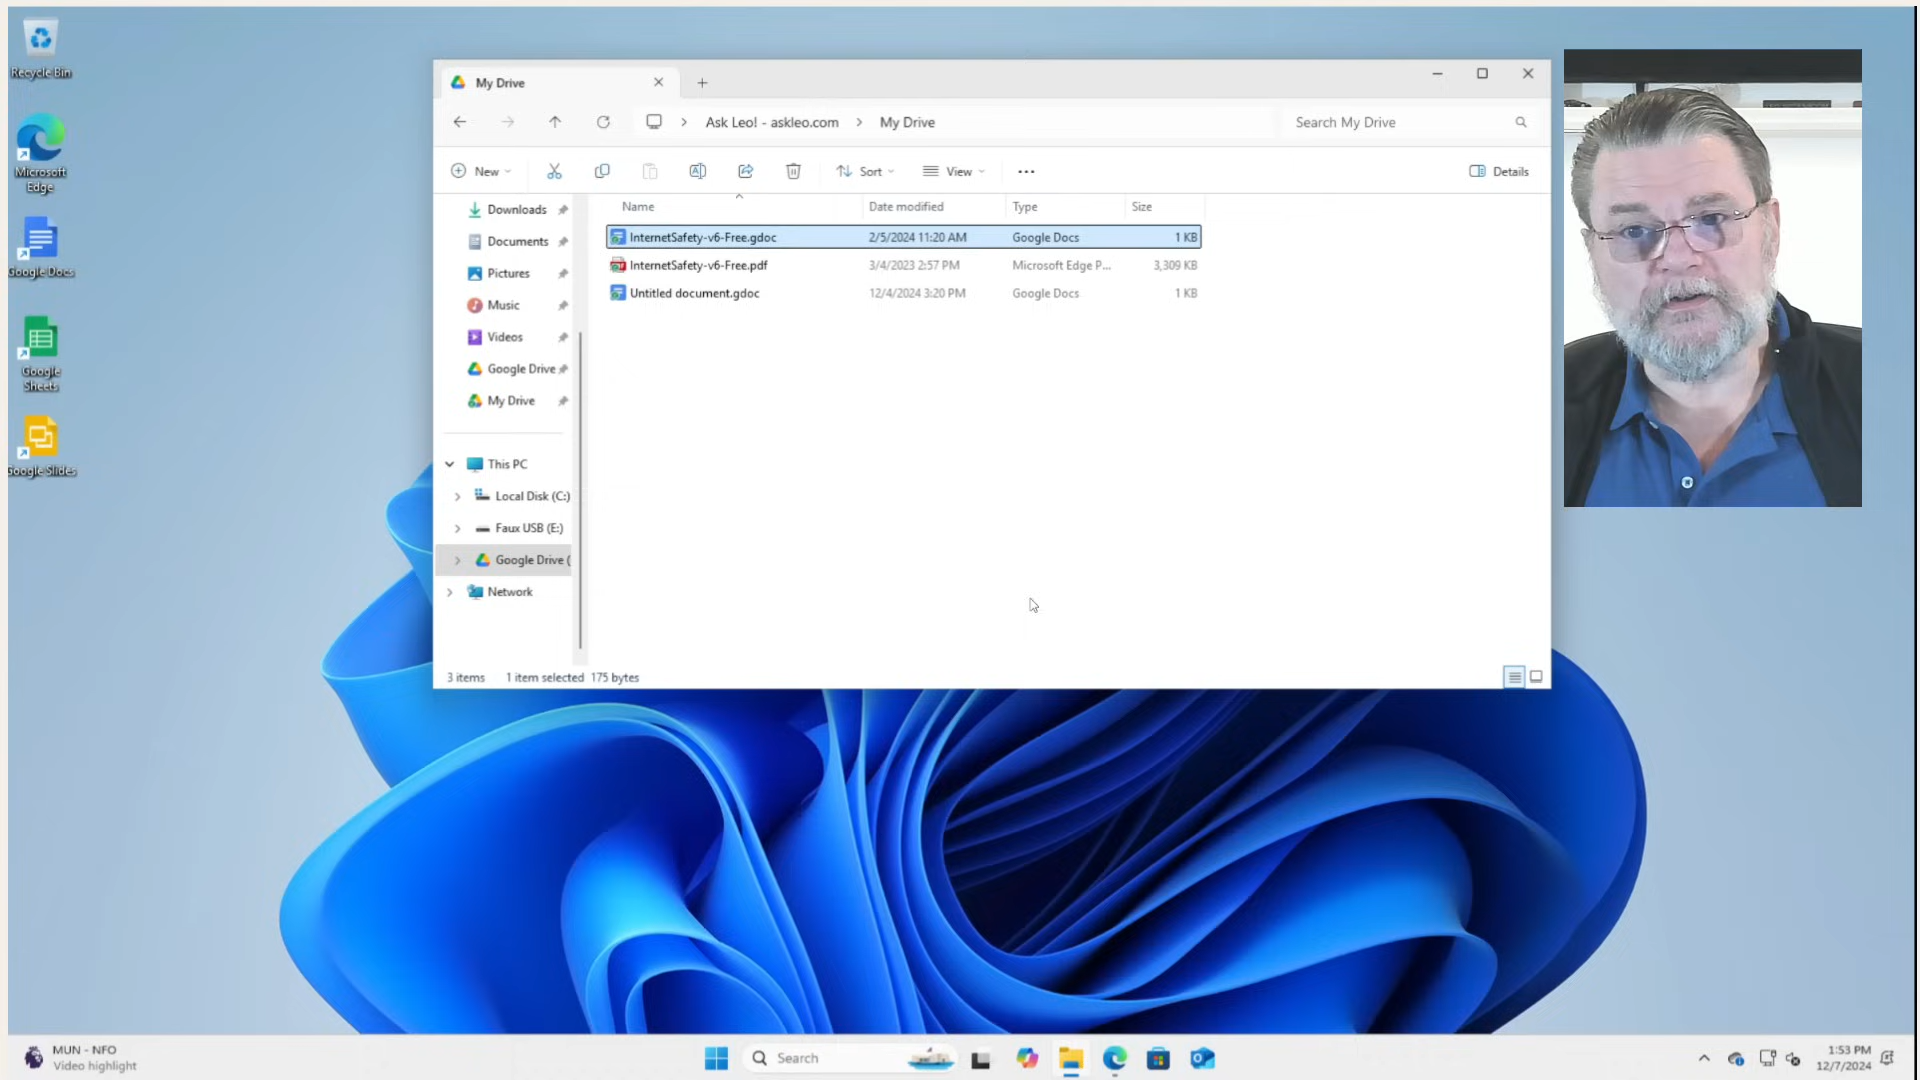 Recycle Bin
Microsoft
Edge
Google Docs
Google
Sheets
Google Slides
My Drive
Ask Leo! - askleo.com
My Drive
Search My Drive
New
Sort
View
Details
Name
Date modified
Type
Size
InternetSafety-v6-Free.gdoc 2/5/2024 11:20 AM Google Docs 1 KB
InternetSafety-v6-Free.pdf 3/4/2023 2:57 PM Microsoft Edge P... 3,309 KB
Untitled document.gdoc 12/4/2024 3:20 PM Google Docs 1 KB
Downloads
Documents
Pictures
Music
Videos
Google Drive
My Drive
This PC
Local Disk (C:)
Faux USB (E:)
Google Drive (
Network
3 items 1 item selected 175 bytes
MUN - NFO
Video highlight
Search
1:53 PM
12/7/2024